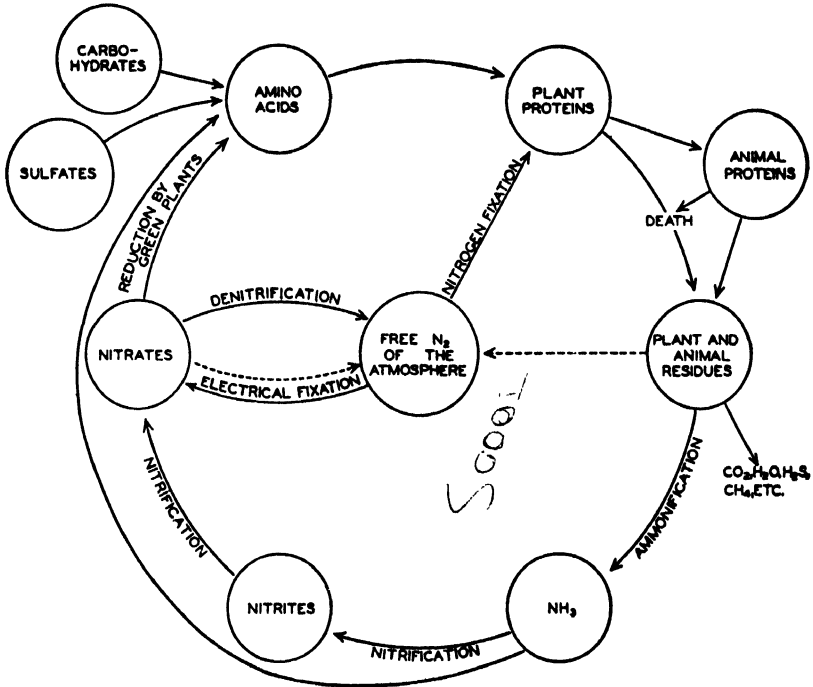 CARBO-
HYDRATES
AMINO
ACIDS
PLANT
PROTEINS
SULFATES
ANIMAL
PROTEINS
REDUCTION BY
GREEN PLANTS
NITROGEN FIXATION
DEATH
DENITRIFICATION
NITRATES
FREE N₂
OF THE
ATMOSPHERE
PLANT AND
ANIMAL
RESIDUES
ELECTRICAL FIXATION
NITRIFICATION
AMMONIFICATION
CO₂,H₂O,H₂S,
CH₄,ETC.
NITRITES
NH₃
NITRIFICATION